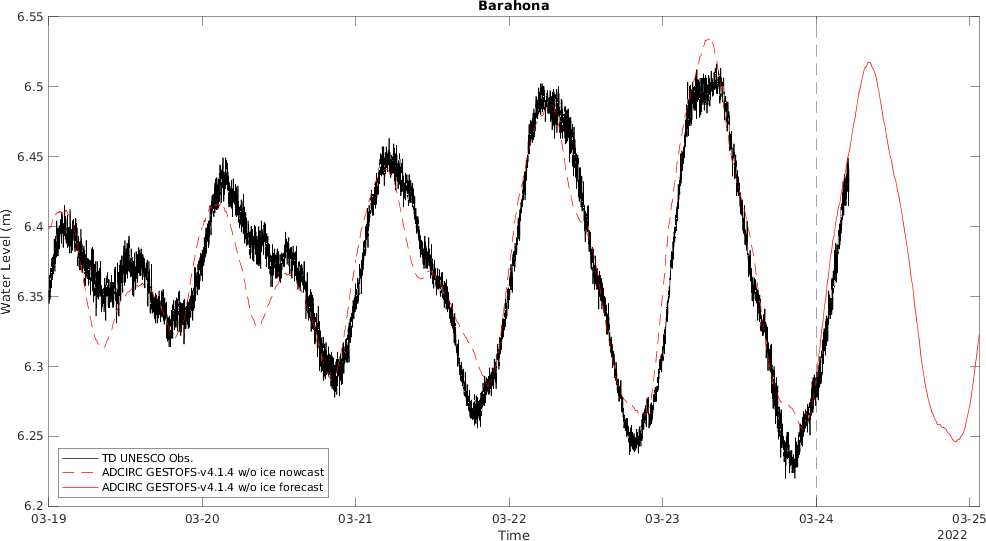 Barahona
6.55
6.5
6.45
6.4
6.35
6.3
6.25
6.2
Water Level (m)
TD UNESCO Obs.
ADCIRC GESTOFS-v4.1.4 w/o ice nowcast
ADCIRC GESTOFS-v4.1.4 w/o ice forecast
03-19 03-20 03-21 03-22 03-23 03-24 03-25
Time
2022